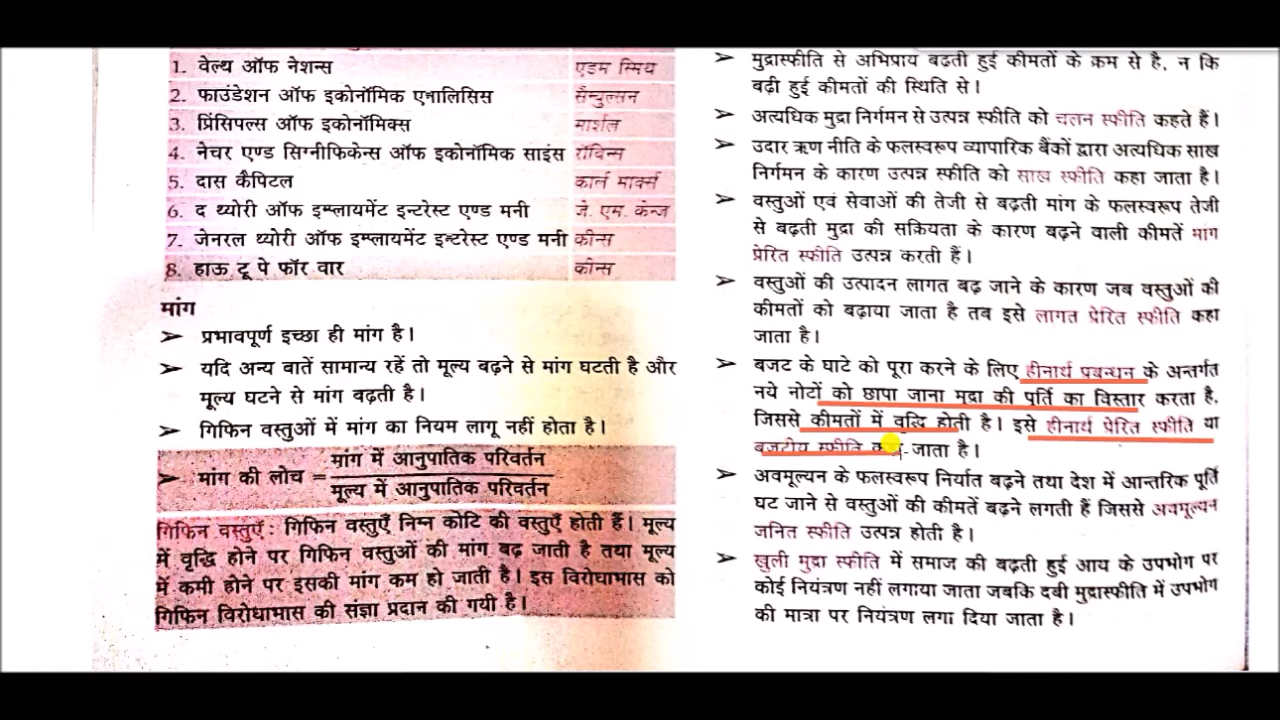 1. वेल्थ ऑफ नेशन्स एडम स्मिथ
2. फाउंडेशन ऑफ इकोनॉमिक एनालिसिस सैम्युल्सन
3. प्रिंसिपल्स ऑफ इकोनॉमिक्स मार्शल
4. नेचर एण्ड सिग्नीफिकेन्स ऑफ इकोनॉमिक साइंस रॉबिन्स
5. दास कैपिटल कार्ल मार्क्स
6. द थ्योरी ऑफ इम्प्लायमेंट इन्टरेस्ट एण्ड मनी जे. एम. केन्ज
7. जेनरल थ्योरी ऑफ इम्प्लायमेंट इन्टरेस्ट एण्ड मनी कीन्स
8. हाऊ टू पे फॉर वार कीन्स
मांग
➢ प्रभावपूर्ण इच्छा ही मांग है।
➢ यदि अन्य बातें सामान्य रहें तो मूल्य बढ़ने से मांग घटती है और
मूल्य घटने से मांग बढ़ती है।
➢ गिफिन वस्तुओं में मांग का नियम लागू नहीं होता है।
➢ मांग की लोच = मांग में आनुपातिक परिवर्तन
मूल्य में आनुपातिक परिवर्तन
गिफिन वस्तुएँ : गिफिन वस्तुएँ निम्न कोटि की वस्तुएँ होती हैं। मूल्य
में वृद्धि होने पर गिफिन वस्तुओं की मांग बढ़ जाती है तथा मूल्य
में कमी होने पर इसकी मांग कम हो जाती है। इस विरोधाभास को
गिफिन विरोधाभास की संज्ञा प्रदान की गयी है।
➢ मुद्रास्फीति से अभिप्राय बढ़ती हुई कीमतों के क्रम से है, न कि
बढ़ी हुई कीमतों की स्थिति से।
➢ अत्यधिक मुद्रा निर्गमन से उत्पन्न स्फीति को चलन स्फीति कहते हैं।
➢ उदार ऋण नीति के फलस्वरूप व्यापारिक बैंकों द्वारा अत्यधिक साख
निर्गमन के कारण उत्पन्न स्फीति को साख स्फीति कहा जाता है।
➢ वस्तुओं एवं सेवाओं की तेजी से बढ़ती मांग के फलस्वरूप तेजी
से बढ़ती मुद्रा की सक्रियता के कारण बढ़ने वाली कीमतें मांग
प्रेरित स्फीति उत्पन्न करती हैं।
➢ वस्तुओं की उत्पादन लागत बढ़ जाने के कारण जब वस्तुओं की
कीमतों को बढ़ाया जाता है तब इसे लागत प्रेरित स्फीति कहा
जाता है।
➢ बजट के घाटे को पूरा करने के लिए हीनार्थ प्रबन्धन के अन्तर्गत
नये नोटों को छापा जाना मुद्रा की पूर्ति का विस्तार करता है,
जिससे कीमतों में वृद्धि होती है। इसे हीनार्थ प्रेरित स्फीति या
बजटीय स्फीति जाता है।
➢ अवमूल्यन के फलस्वरूप निर्यात बढ़ने तथा देश में आन्तरिक पूर्ति
घट जाने से वस्तुओं की कीमतें बढ़ने लगती हैं जिससे अवमूल्यन
जनित स्फीति उत्पन्न होती है।
➢ खुली मुद्रा स्फीति में समाज की बढ़ती हुई आय के उपभोग पर
कोई नियंत्रण नहीं लगाया जाता जबकि दबी मुद्रास्फीति में उपभोग
की मात्रा पर नियंत्रण लगा दिया जाता है।